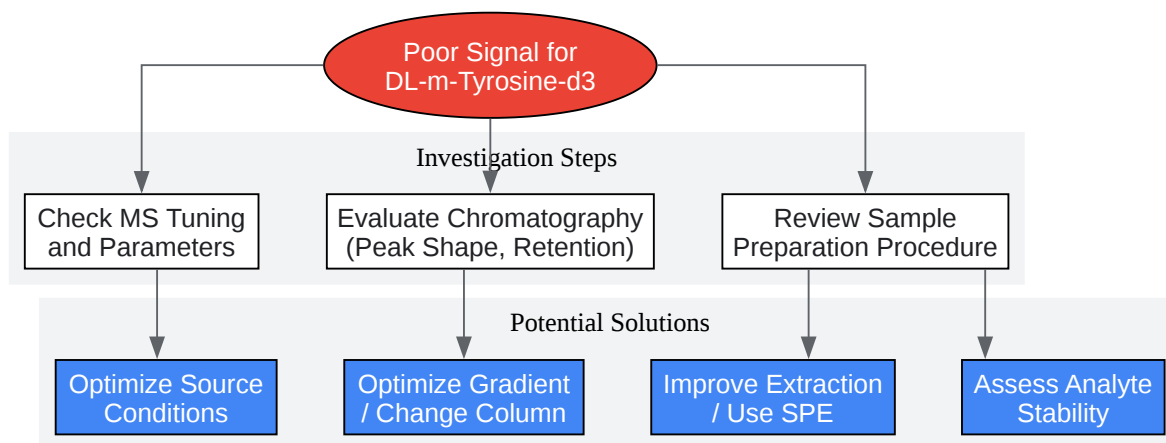 Poor Signal for
DL-m-Tyrosine-d3
Investigation Steps
Check MS Tuning
and Parameters
Evaluate Chromatography
(Peak Shape, Retention)
Review Sample
Preparation Procedure
Potential Solutions
Optimize Source
Conditions
Optimize Gradient
/ Change Column
Improve Extraction
/ Use SPE
Assess Analyte
Stability